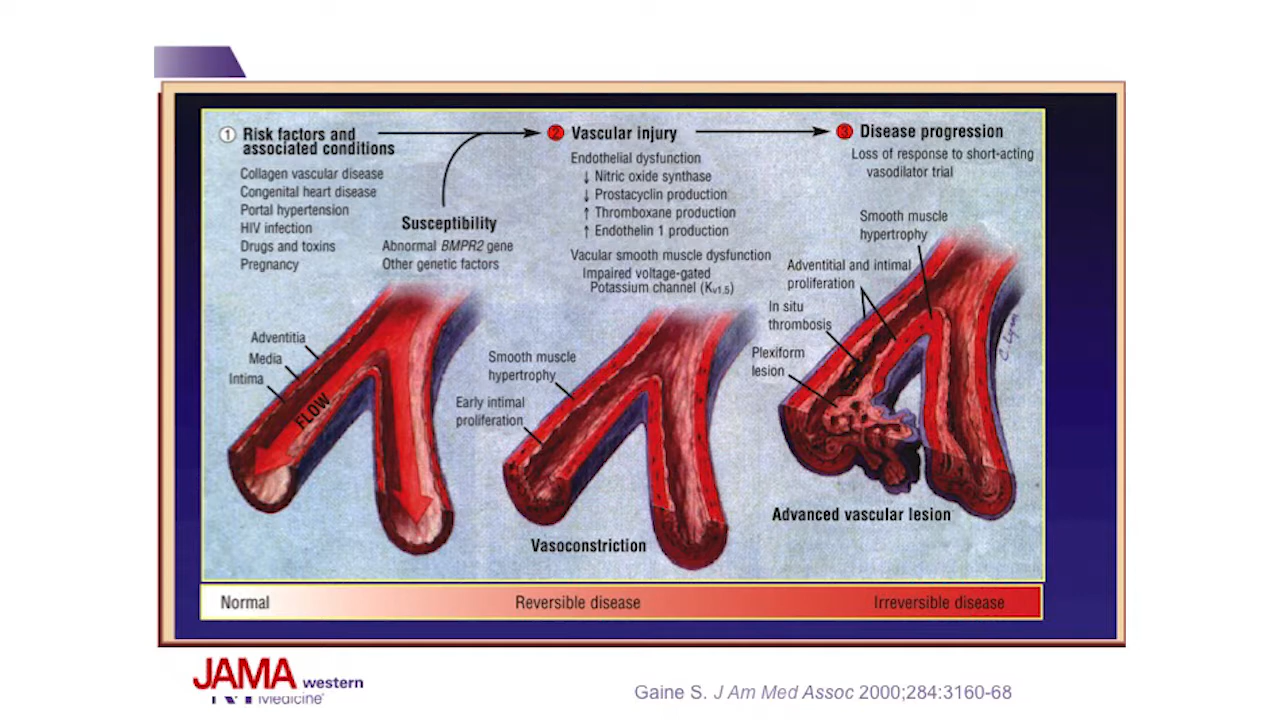 1 Risk factors and
associated conditions
Collagen vascular disease
Congenital heart disease
Portal hypertension
HIV infection
Drugs and toxins
Pregnancy
Susceptibility
Abnormal BMPR2 gene
Other genetic factors
2 Vascular injury
Endothelial dysfunction
↓ Nitric oxide synthase
↓ Prostacyclin production
↑ Thromboxane production
↑ Endothelin 1 production
Vacular smooth muscle dysfunction
Impaired voltage-gated
Potassium channel (Kv1.5)
3 Disease progression
Loss of response to short-acting
vasodilator trial
Adventitia
Media
Intima
FLOW
Smooth muscle
hypertrophy
Early intimal
proliferation
Vasoconstriction
Smooth muscle
hypertrophy
Adventitial and intimal
proliferation
In situ
thrombosis
Plexiform
lesion
C. Lynm
Advanced vascular lesion
Normal
Reversible disease
Irreversible disease
JAMA western
Medicine
Gaine S. J Am Med Assoc 2000;284:3160-68